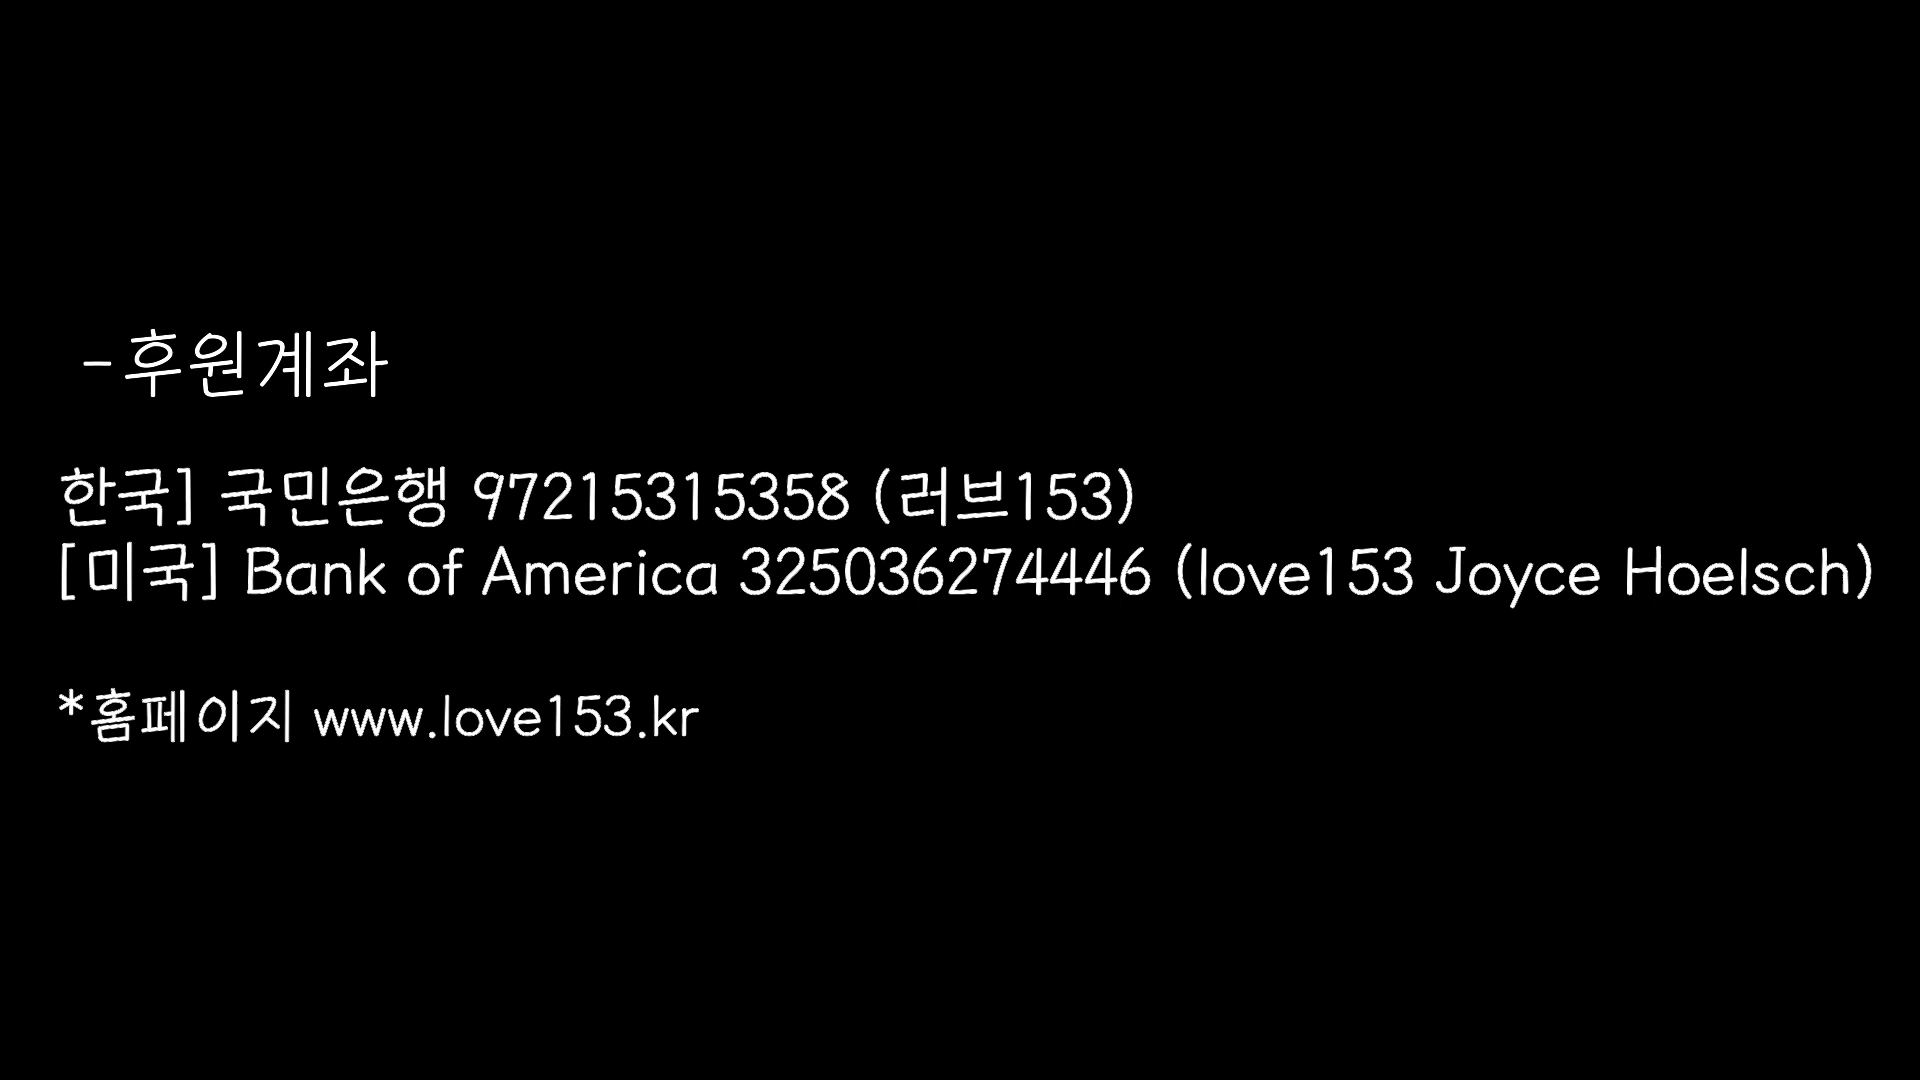 -후원계좌
한국] 국민은행 97215315358 (러브153)
[미국] Bank of America 325036274446 (love153 Joyce Hoelsch)
*홈페이지 www.love153.kr